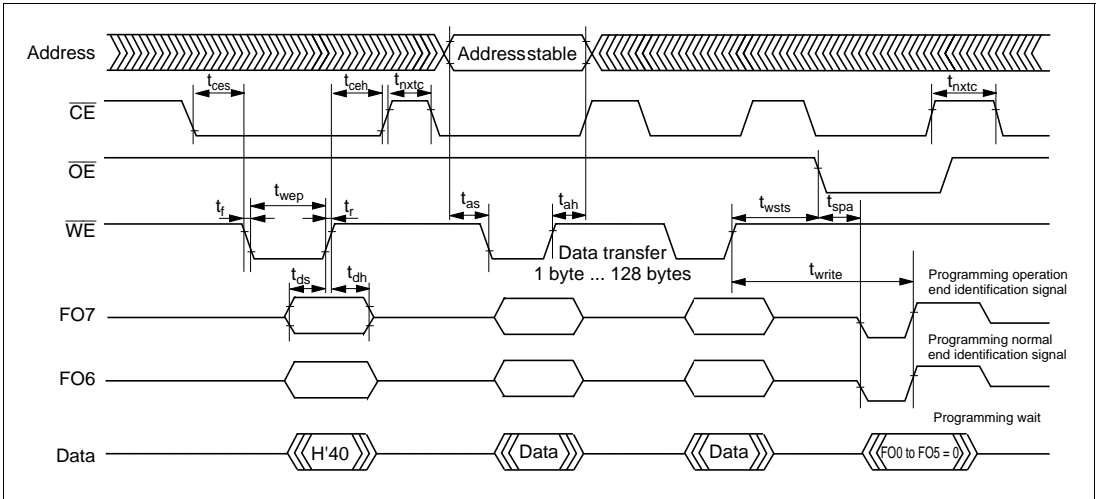 Address
Addressstable
tces
tceh
tnxtc
tnxtc
CE
OE
twep
tf
tr
tas
tah
twsts
tspa
WE
Data transfer
1 byte ... 128 bytes
twrite
Programming operation
end identification signal
tds
tdh
FO7
Programming normal
end identification signal
FO6
Programming wait
Data
H'40
Data
Data
FO0 to FO5 = 0